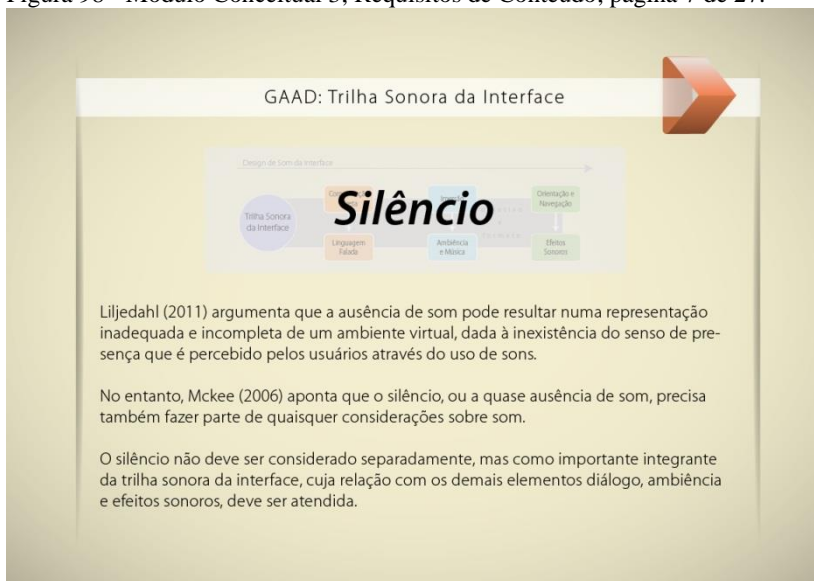 Figura 98 - Módulo Conceitual 3, Requisitos de Conteúdo, página 7 de 27.
GAAD: Trilha Sonora da Interface
Design de Som da Interface
Silêncio
Orientação e
Navegação
Trilha Sonora
da Interface
Linguagem
Falada
Ambiência
e Música
Efeitos
Sonoros
Liljedahl (2011) argumenta que a ausência de som pode resultar numa representação
inadequada e incompleta de um ambiente virtual, dada à inexistência do senso de pre-
sença que é percebido pelos usuários através do uso de sons.
No entanto, Mckee (2006) aponta que o silêncio, ou a quase ausência de som, precisa
também fazer parte de quaisquer considerações sobre som.
O silêncio não deve ser considerado separadamente, mas como importante integrante
da trilha sonora da interface, cuja relação com os demais elementos diálogo, ambiência
e efeitos sonoros, deve ser atendida.